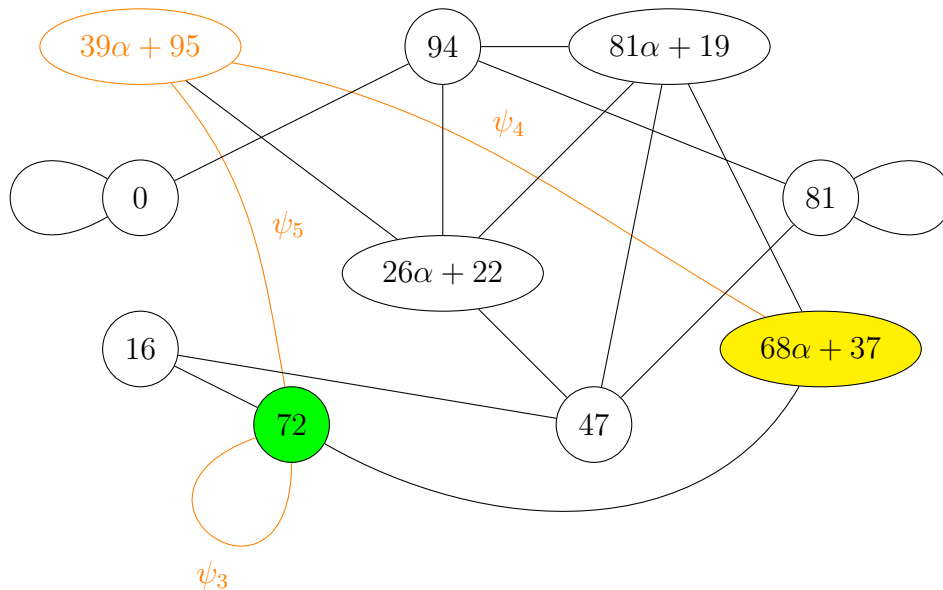 39α + 95
94
81α + 19
ψ₄
0
81
ψ₅
26α + 22
16
68α + 37
72
47
ψ₃